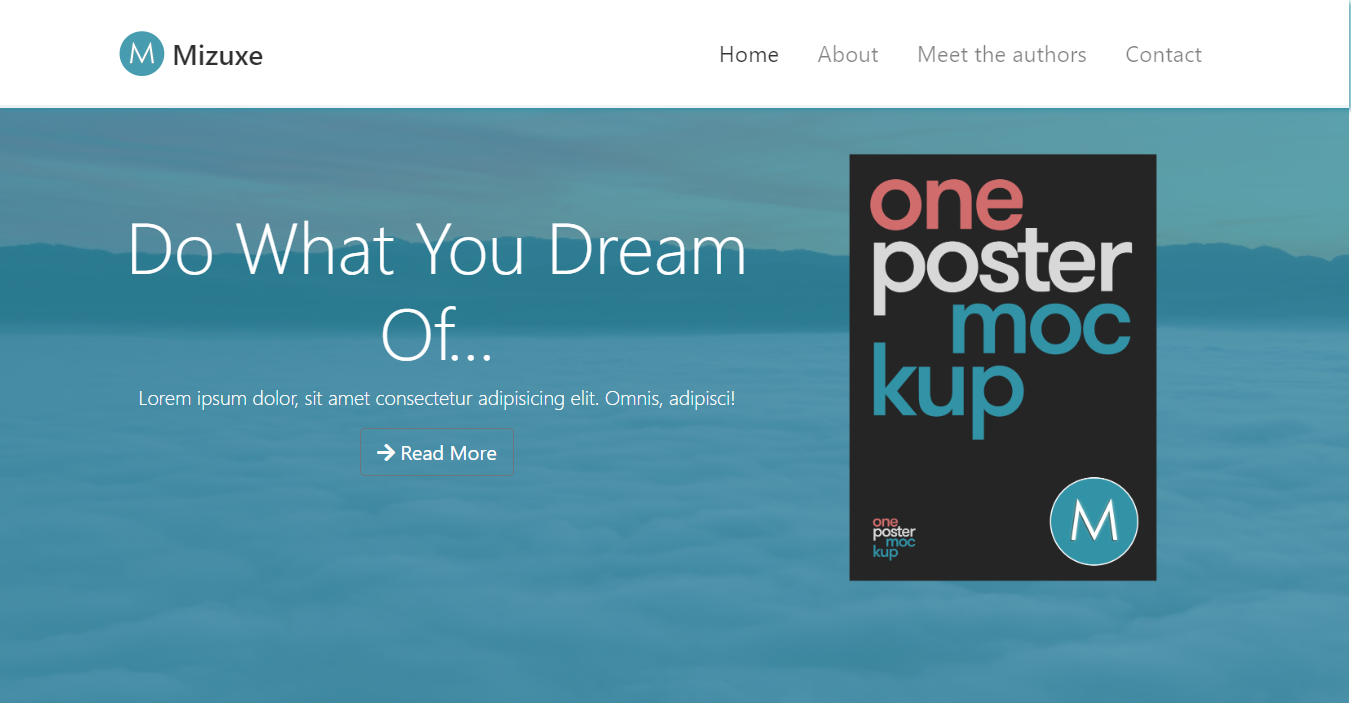 M Mizuxe
Home About Meet the authors Contact
Do What You Dream
Of...
Lorem ipsum dolor, sit amet consectetur adipisicing elit. Omnis, adipisci!
Read More
one
poster
moc
kup
one
poster
moc
kup
M